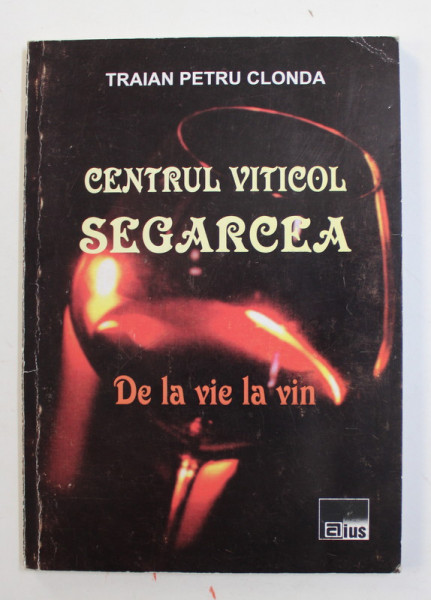 TRAIAN PETRU CLONDA
CENTRUL VITICOL
SEGARCEA
De la vie la vin
aius